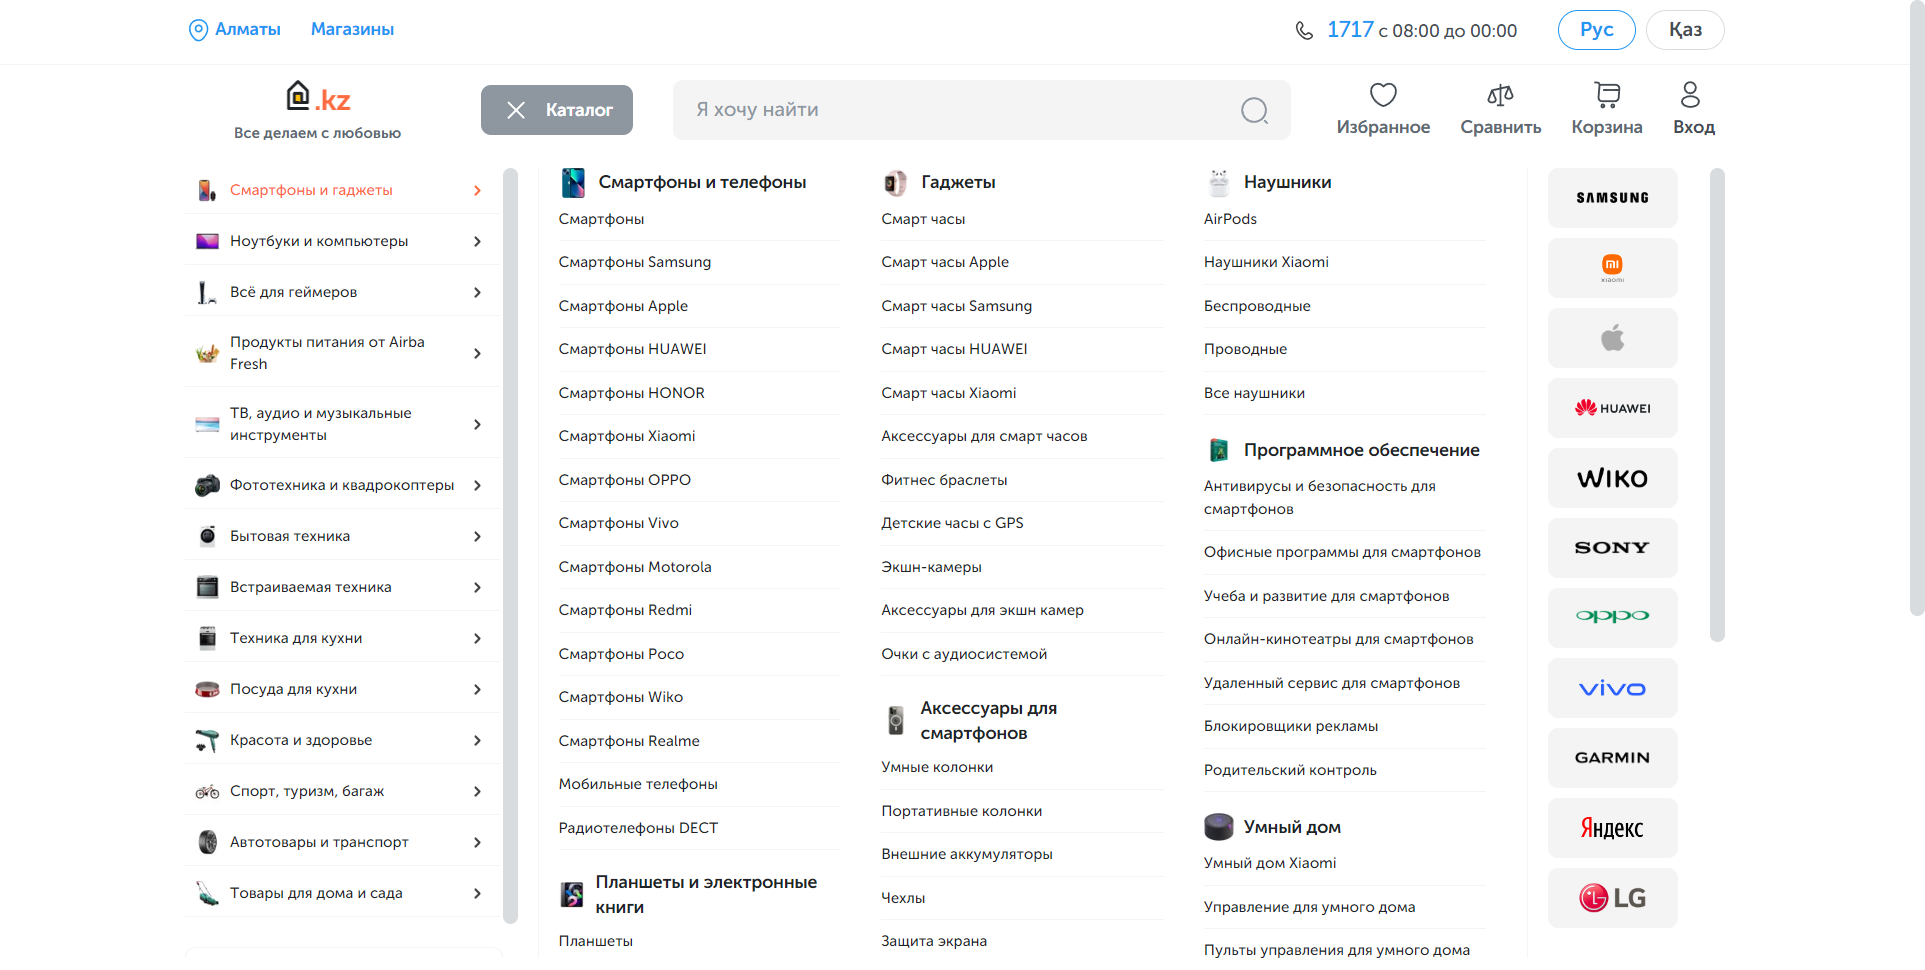 Алматы
Магазины
1717 с 08:00 до 00:00
Рус
Қаз
.kz
Все делаем с любовью
Каталог
Я хочу найти
Избранное
Сравнить
Корзина
Вход
Смартфоны и гаджеты
Ноутбуки и компьютеры
Всё для геймеров
Продукты питания от Airba
Fresh
ТВ, аудио и музыкальные
инструменты
Фототехника и квадрокоптеры
Бытовая техника
Встраиваемая техника
Техника для кухни
Посуда для кухни
Красота и здоровье
Спорт, туризм, багаж
Автотовары и транспорт
Товары для дома и сада
Смартфоны и телефоны
Смартфоны
Смартфоны Samsung
Смартфоны Apple
Смартфоны HUAWEI
Смартфоны HONOR
Смартфоны Xiaomi
Смартфоны OPPO
Смартфоны Vivo
Смартфоны Motorola
Смартфоны Redmi
Смартфоны Poco
Смартфоны Wiko
Смартфоны Realme
Мобильные телефоны
Радиотелефоны DECT
Планшеты и электронные
книги
Планшеты
Гаджеты
Смарт часы
Смарт часы Apple
Смарт часы Samsung
Смарт часы HUAWEI
Смарт часы Xiaomi
Аксессуары для смарт часов
Фитнес браслеты
Детские часы с GPS
Экшн-камеры
Аксессуары для экшн камер
Очки с аудиосистемой
Аксессуары для
смартфонов
Умные колонки
Портативные колонки
Внешние аккумуляторы
Чехлы
Защита экрана
Наушники
AirPods
Наушники Xiaomi
Беспроводные
Проводные
Все наушники
Программное обеспечение
Антивирусы и безопасность для
смартфонов
Офисные программы для смартфонов
Учеба и развитие для смартфонов
Онлайн-кинотеатры для смартфонов
Удаленный сервис для смартфонов
Блокировщики рекламы
Родительский контроль
Умный дом
Умный дом Xiaomi
Управление для умного дома
Пульты управления для умного дома
SAMSUNG
mi
xiaomi
HUAWEI
WIKO
SONY
oppo
vivo
GARMIN
Яндекс
LG